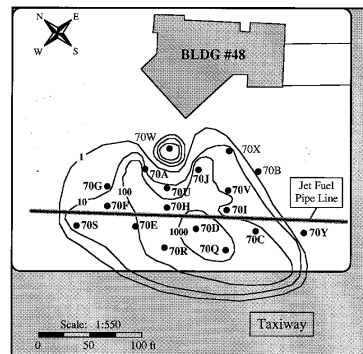 N E
W S
BLDG #48
70W
1
70X
70A
70J
70B
70G
100
70U
70V
Jet Fuel
Pipe Line
10
70F
70H
70I
70S
70E
1000
70D
70C
70Y
70R
70Q
Scale: 1:550
Taxiway
0 50 100 ft